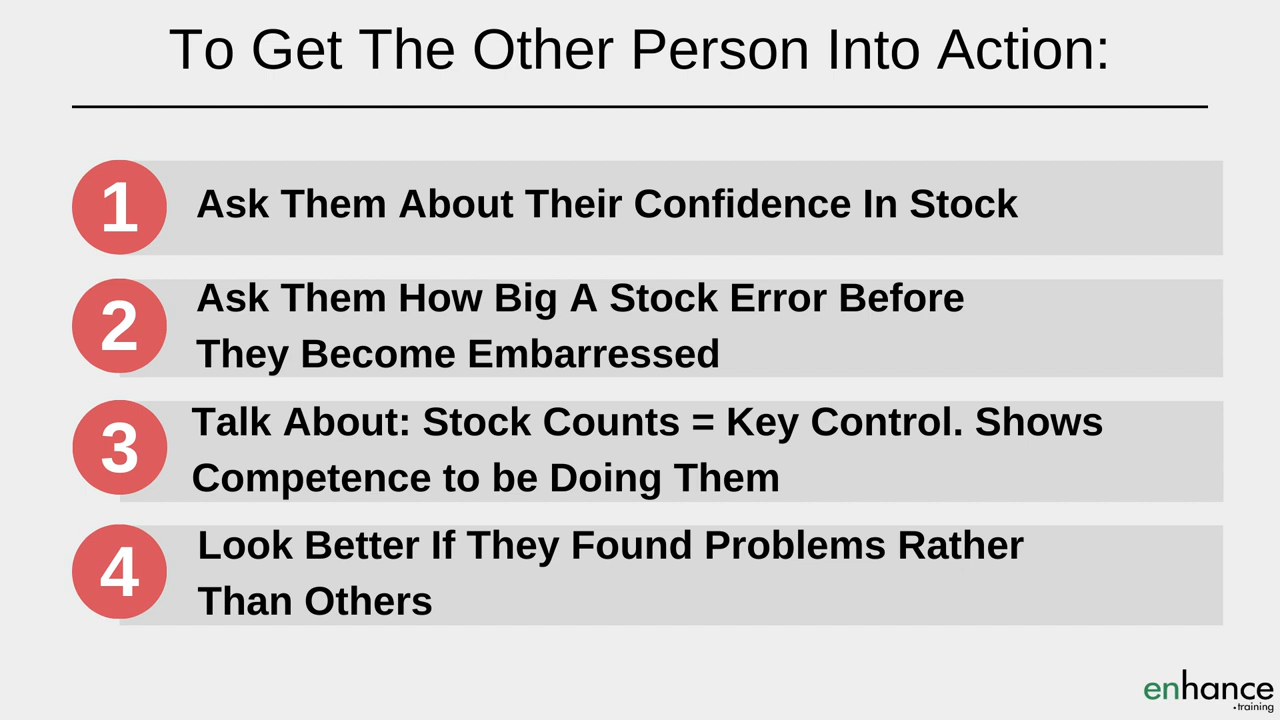 To Get The Other Person Into Action:
1
Ask Them About Their Confidence In Stock
2
Ask Them How Big A Stock Error Before
They Become Embarressed
3
Talk About: Stock Counts = Key Control. Shows
Competence to be Doing Them
4
Look Better If They Found Problems Rather
Than Others
enhance
.training